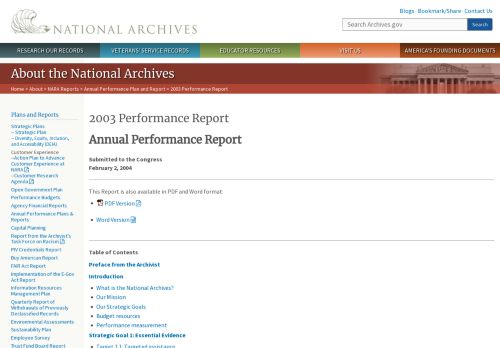 NATIONAL ARCHIVES
Blogs · Bookmark/Share · Contact Us
Search Archives.gov
Search
RESEARCH OUR RECORDS
VETERANS' SERVICE RECORDS
EDUCATOR RESOURCES
VISIT US
AMERICA'S FOUNDING DOCUMENTS
About the National Archives
Home > About > NARA Reports > Annual Performance Plan and Report > 2003 Performance Report
Plans and Reports
Strategic Plans
– Strategic Plan
– Diversity, Equity, Inclusion,
and Accessibility (DEIA)
Customer Experience
–Action Plan to Advance
Customer Experience at
NARA
–Customer Research
Agenda
Open Government Plan
Performance Budgets
Agency Financial Reports
Annual Performance Plans &
Reports
Capital Planning
Report from the Archivist's
Task Force on Racism
PIV Credentials Report
Buy American Report
FAIR Act Report
Implementation of the E-Gov
Act Report
Information Resources
Management Plan
Quarterly Report of
Withdrawals of Previously
Declassified Records
Environmental Assessments
Sustainability Plan
Employee Survey
Trust Fund Board Report
2003 Performance Report
Annual Performance Report
Submitted to the Congress
February 2, 2004
This Report is also available in PDF and Word format:
• PDF Version
• Word Version
Table of Contents
Preface from the Archivist
Introduction
• What is the National Archives?
• Our Mission
• Our Strategic Goals
• Budget resources
• Performance measurement
Strategic Goal 1: Essential Evidence
• Target 1.1: Targeted assistance